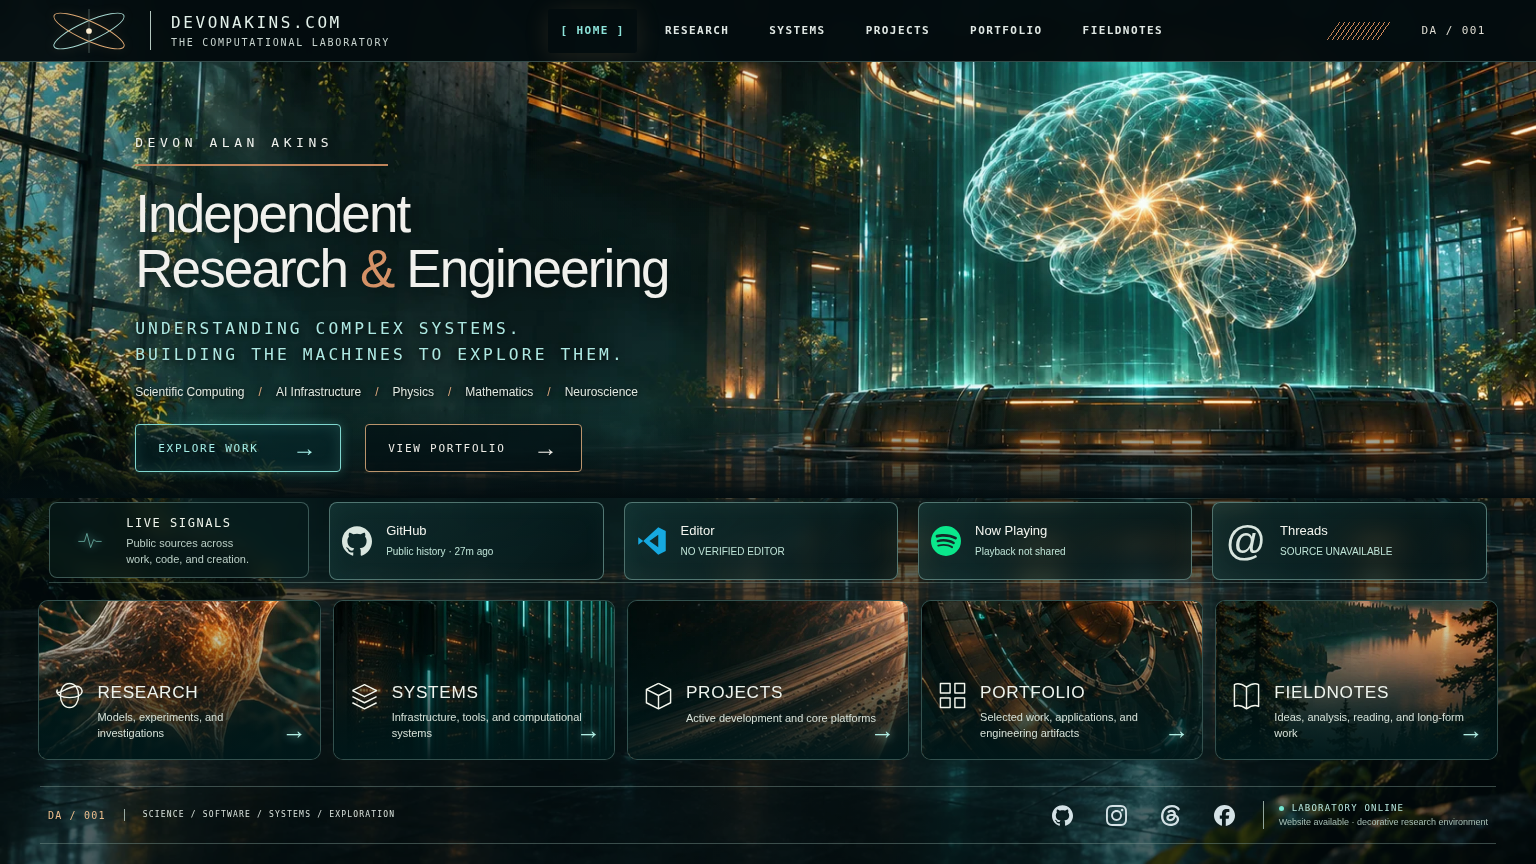 DEVONAKINS.COM
THE COMPUTATIONAL LABORATORY
[ HOME ]
RESEARCH
SYSTEMS
PROJECTS
PORTFOLIO
FIELDNOTES
DA / 001
DEVON ALAN AKINS
Independent
Research & Engineering
UNDERSTANDING COMPLEX SYSTEMS.
BUILDING THE MACHINES TO EXPLORE THEM.
Scientific Computing / AI Infrastructure / Physics / Mathematics / Neuroscience
EXPLORE WORK →
VIEW PORTFOLIO →
LIVE SIGNALS
Public sources across
work, code, and creation.
GitHub
Public history · 27m ago
Editor
NO VERIFIED EDITOR
Now Playing
Playback not shared
Threads
SOURCE UNAVAILABLE
RESEARCH
Models, experiments, and
investigations →
SYSTEMS
Infrastructure, tools, and computational
systems →
PROJECTS
Active development and core platforms
→
PORTFOLIO
Selected work, applications, and
engineering artifacts →
FIELDNOTES
Ideas, analysis, reading, and long-form
work →
DA / 001
SCIENCE / SOFTWARE / SYSTEMS / EXPLORATION
LABORATORY ONLINE
Website available · decorative research environment